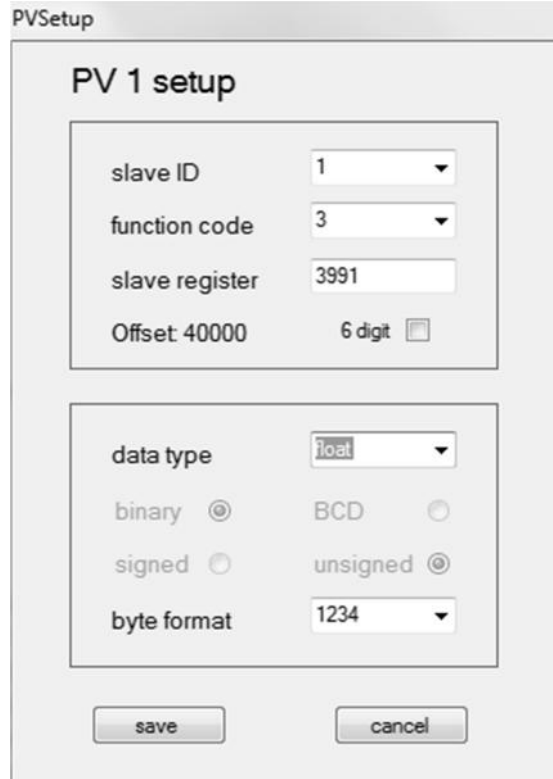 PVSetup
PV 1 setup
slave ID 1
function code 3
slave register 3991
Offset: 40000 6 digit
data type float
binary BCD
signed unsigned
byte format 1234
save cancel